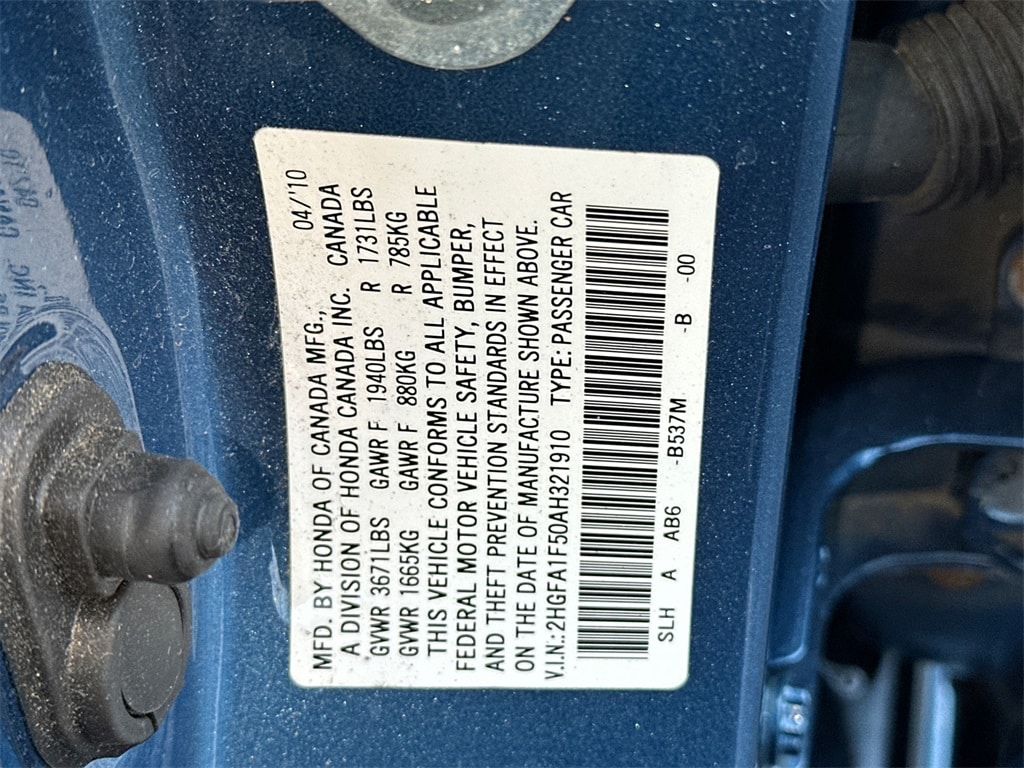 MFD. BY HONDA OF CANADA MFG., 04/'10
A DIVISION OF HONDA CANADA INC. CANADA
GVWR 3671LBS GAWR F 1940LBS R 1731LBS
GVWR 1665KG GAWR F 880KG R 785KG
THIS VEHICLE CONFORMS TO ALL APPLICABLE
FEDERAL MOTOR VEHICLE SAFETY, BUMPER,
AND THEFT PREVENTION STANDARDS IN EFFECT
ON THE DATE OF MANUFACTURE SHOWN ABOVE.
V.I.N.:2HGFA1F50AH321910 TYPE:PASSENGER CAR
SLH A AB6 -B537M -B -00